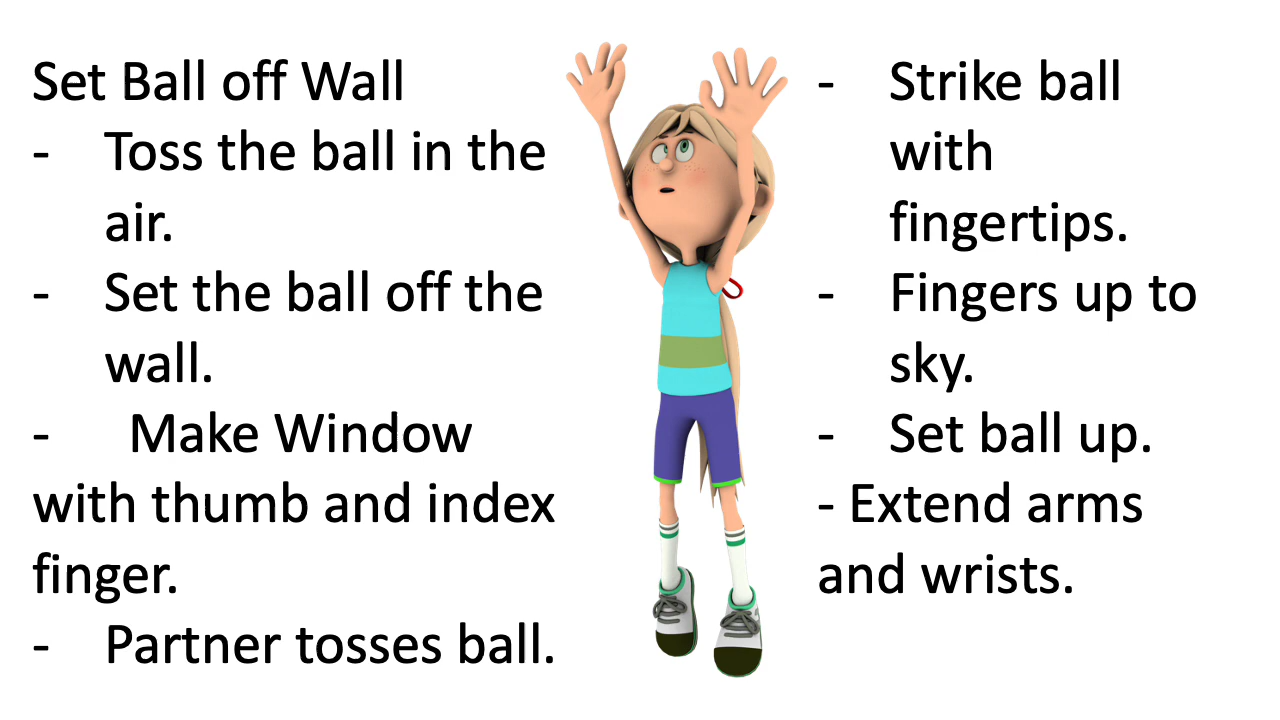 Set Ball off Wall
- Toss the ball in the
air.
- Set the ball off the
wall.
- Make Window
with thumb and index
finger.
- Partner tosses ball.
- Strike ball
with
fingertips.
- Fingers up to
sky.
- Set ball up.
- Extend arms
and wrists.